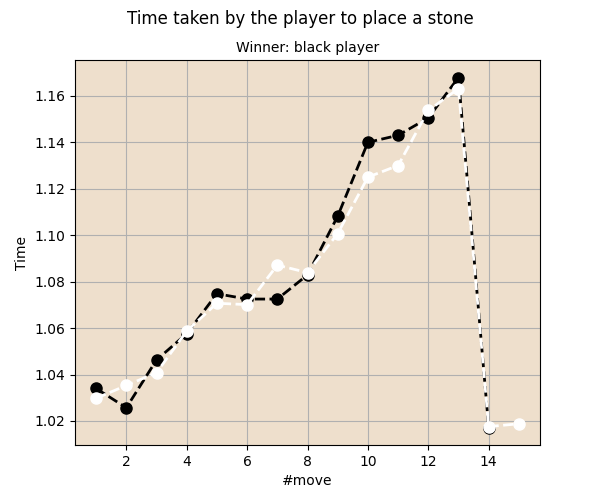 Time taken by the player to place a stone
Winner: black player
1.16
1.14
1.12
1.10
1.08
1.06
1.04
1.02
Time
2 4 6 8 10 12 14
#move